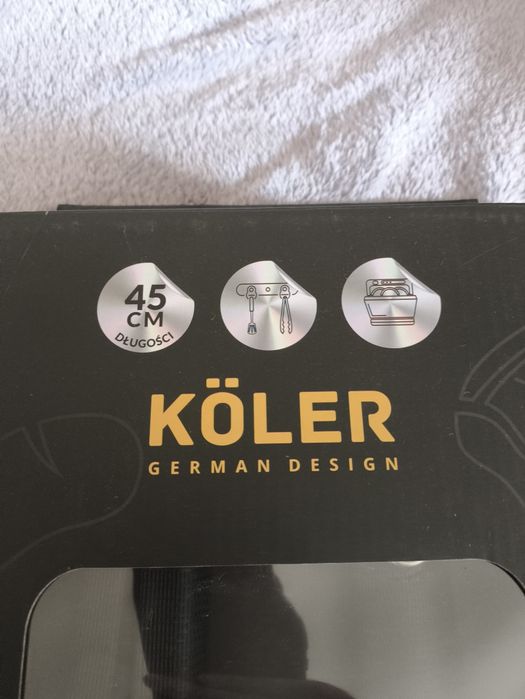 45
CM
DŁUGOŚCI
KÖLER
GERMAN DESIGN